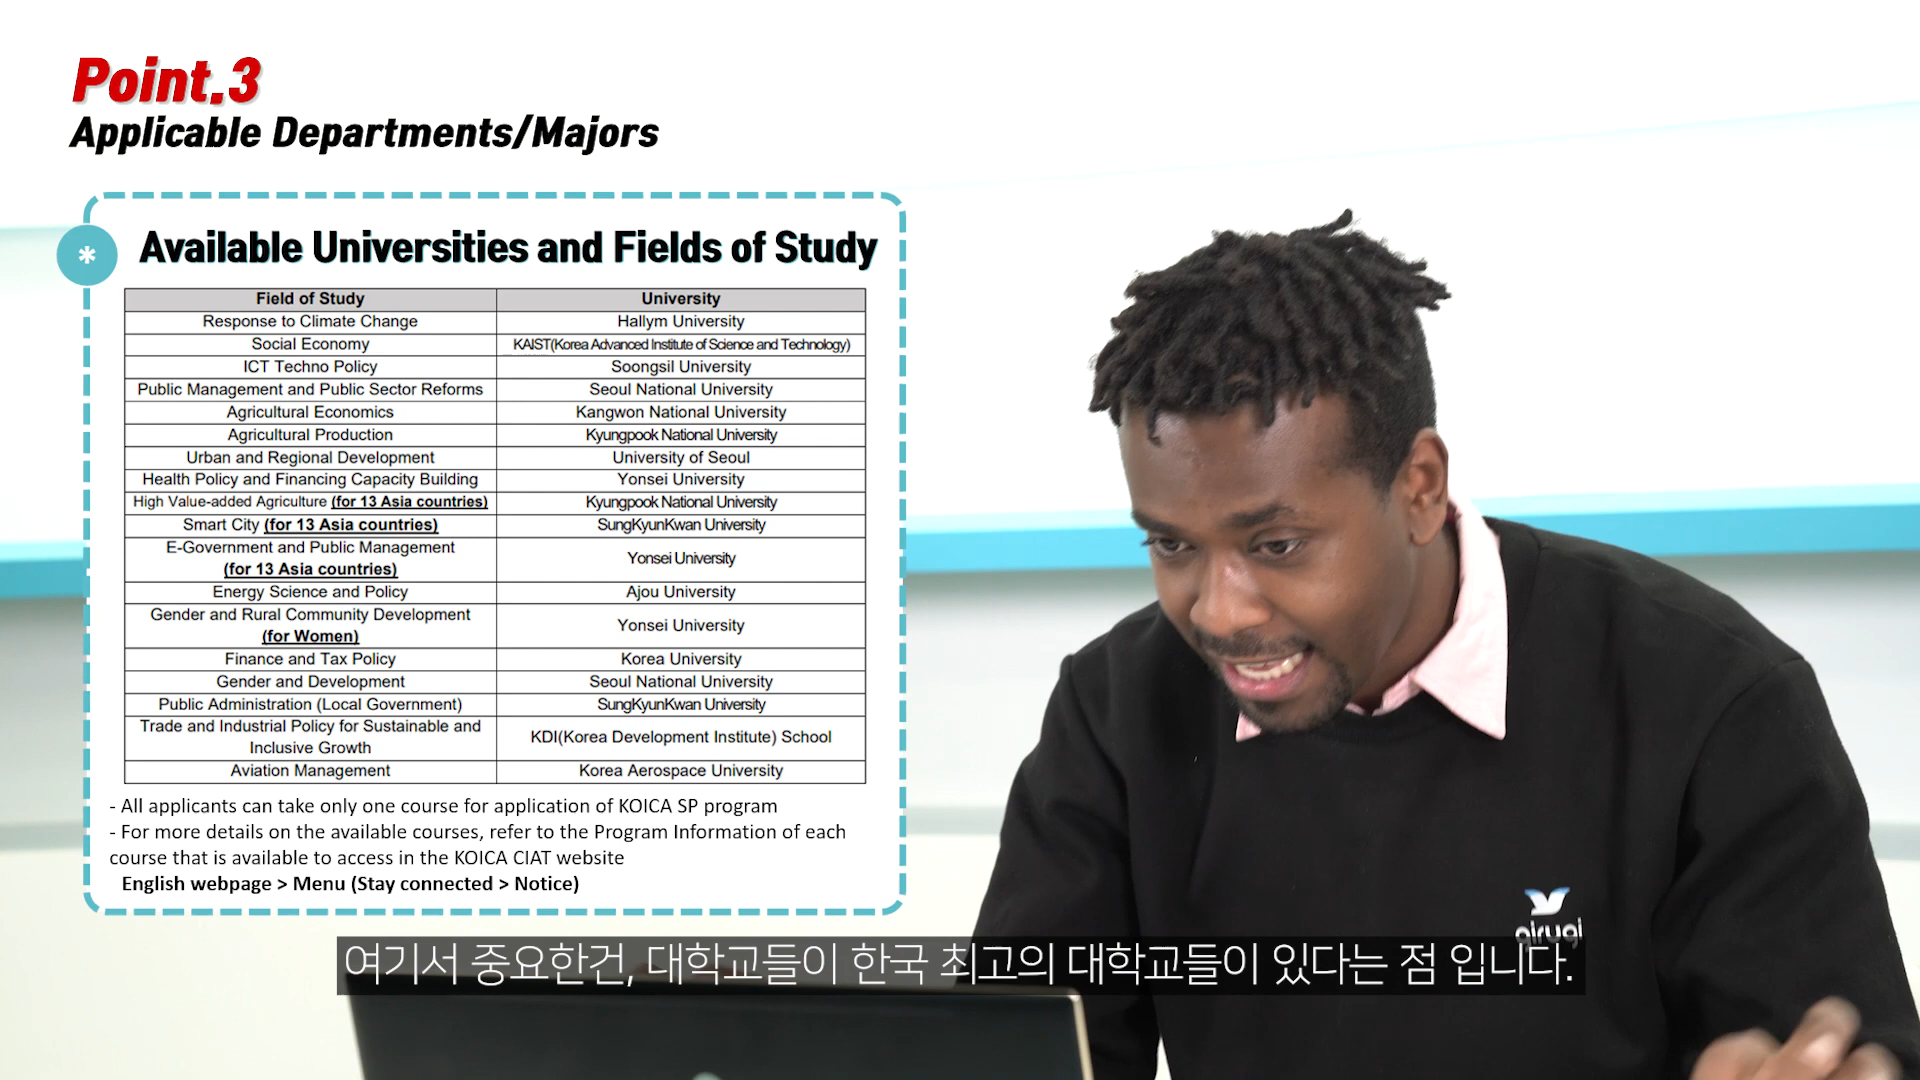 Point.3
Applicable Departments/Majors
*
Available Universities and Fields of Study
Field of Study University
Response to Climate Change Hallym University
Social Economy KAIST(Korea Advanced Institute of Science and Technology)
ICT Techno Policy Soongsil University
Public Management and Public Sector Reforms Seoul National University
Agricultural Economics Kangwon National University
Agricultural Production Kyungpook National University
Urban and Regional Development University of Seoul
Health Policy and Financing Capacity Building Yonsei University
High Value-added Agriculture (for 13 Asia countries) Kyungpook National University
Smart City (for 13 Asia countries) SungKyunKwan University
E-Government and Public Management
(for 13 Asia countries) Yonsei University
Energy Science and Policy Ajou University
Gender and Rural Community Development
(for Women) Yonsei University
Finance and Tax Policy Korea University
Gender and Development Seoul National University
Public Administration (Local Government) SungKyunKwan University
Trade and Industrial Policy for Sustainable and
Inclusive Growth KDI(Korea Development Institute) School
Aviation Management Korea Aerospace University
- All applicants can take only one course for application of KOICA SP program
- For more details on the available courses, refer to the Program Information of each
course that is available to access in the KOICA CIAT website
English webpage > Menu (Stay connected > Notice)
girugi
여기서 중요한건, 대학교들이 한국 최고의 대학교들이 있다는 점 입니다.